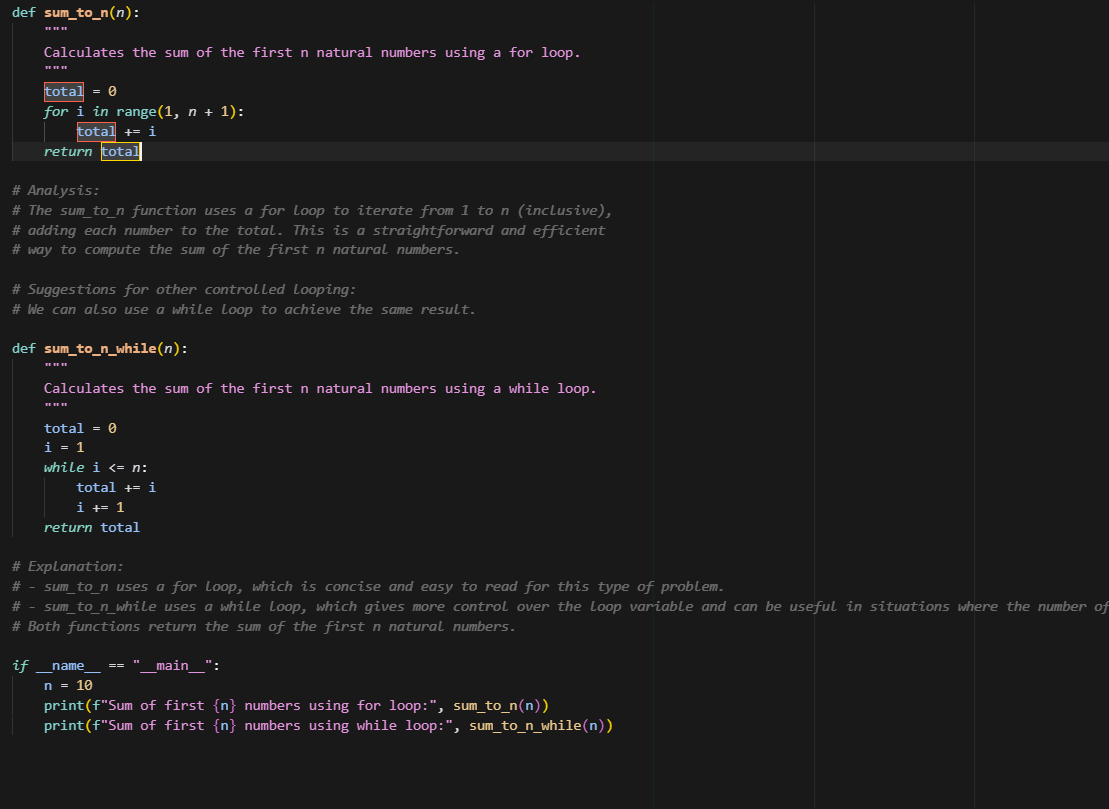 def sum_to_n(n):
    """
    Calculates the sum of the first n natural numbers using a for loop.
    """
    total = 0
    for i in range(1, n + 1):
        total += i
    return total

# Analysis:
# The sum_to_n function uses a for loop to iterate from 1 to n (inclusive),
# adding each number to the total. This is a straightforward and efficient
# way to compute the sum of the first n natural numbers.

# Suggestions for other controlled looping:
# We can also use a while loop to achieve the same result.

def sum_to_n_while(n):
    """
    Calculates the sum of the first n natural numbers using a while loop.
    """
    total = 0
    i = 1
    while i <= n:
        total += i
        i += 1
    return total

# Explanation:
# - sum_to_n uses a for loop, which is concise and easy to read for this type of problem.
# - sum_to_n_while uses a while loop, which gives more control over the loop variable and can be useful in situations where the number of
# Both functions return the sum of the first n natural numbers.

if __name__ == "__main__":
    n = 10
    print(f"Sum of first {n} numbers using for loop:", sum_to_n(n))
    print(f"Sum of first {n} numbers using while loop:", sum_to_n_while(n))